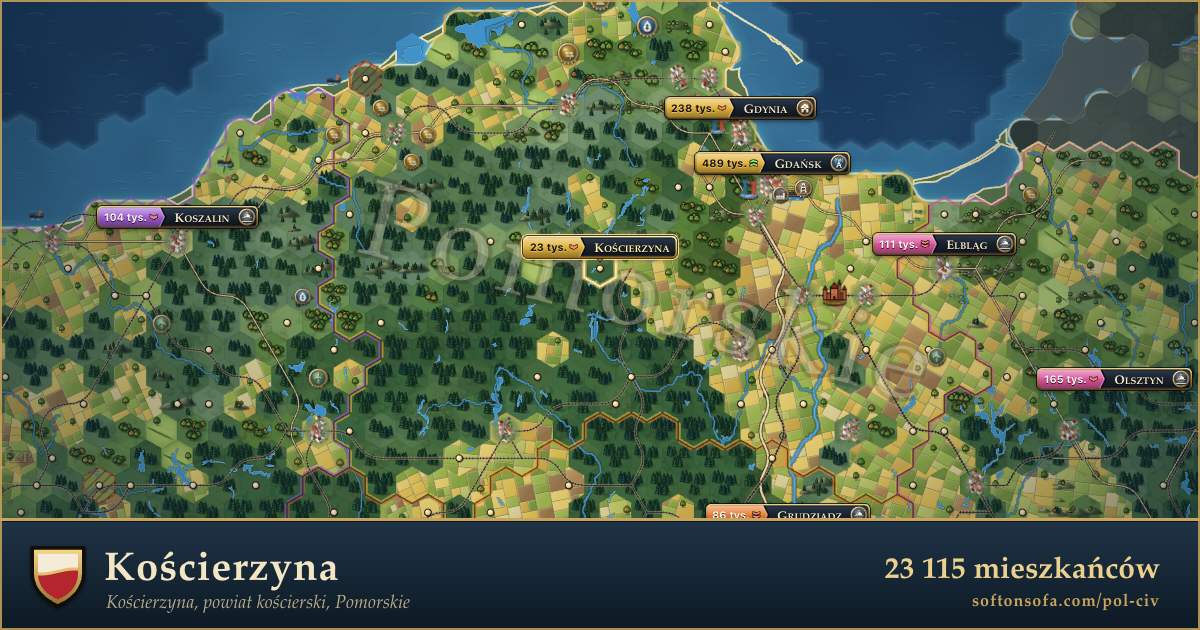 238 tys. GDYNIA
489 tys. GDAŃSK
104 tys. KOSZALIN
23 tys. KOŚCIERZYNA
111 tys. ELBLĄG
Pomorskie
165 tys. OLSZTYN
86 tys. GRUDZIĄDZ
Kościerzyna
23 115 mieszkańców
Kościerzyna, powiat kościerski, Pomorskie
softonsofa.com/pol-civ